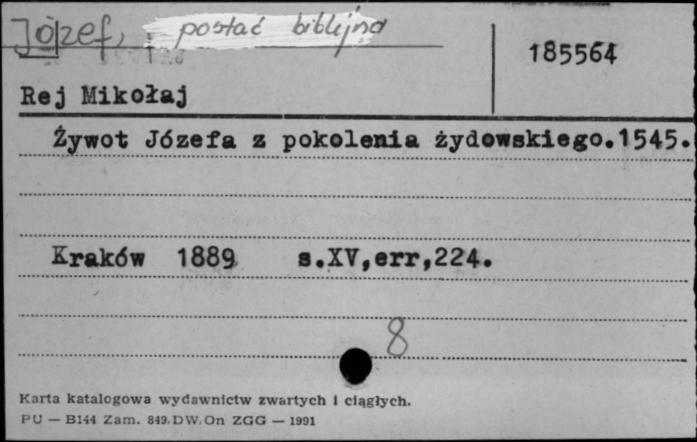 Józef, postać biblijna
185564
Rej Mikołaj
Żywot Józefa z pokolenia żydowskiego.1545.
Kraków 1889 s.XV,err,224.
8
Karta katalogowa wydawnictw zwartych i ciągłych.
PU — B144 Zam. 849.DW.On ZGG — 1991